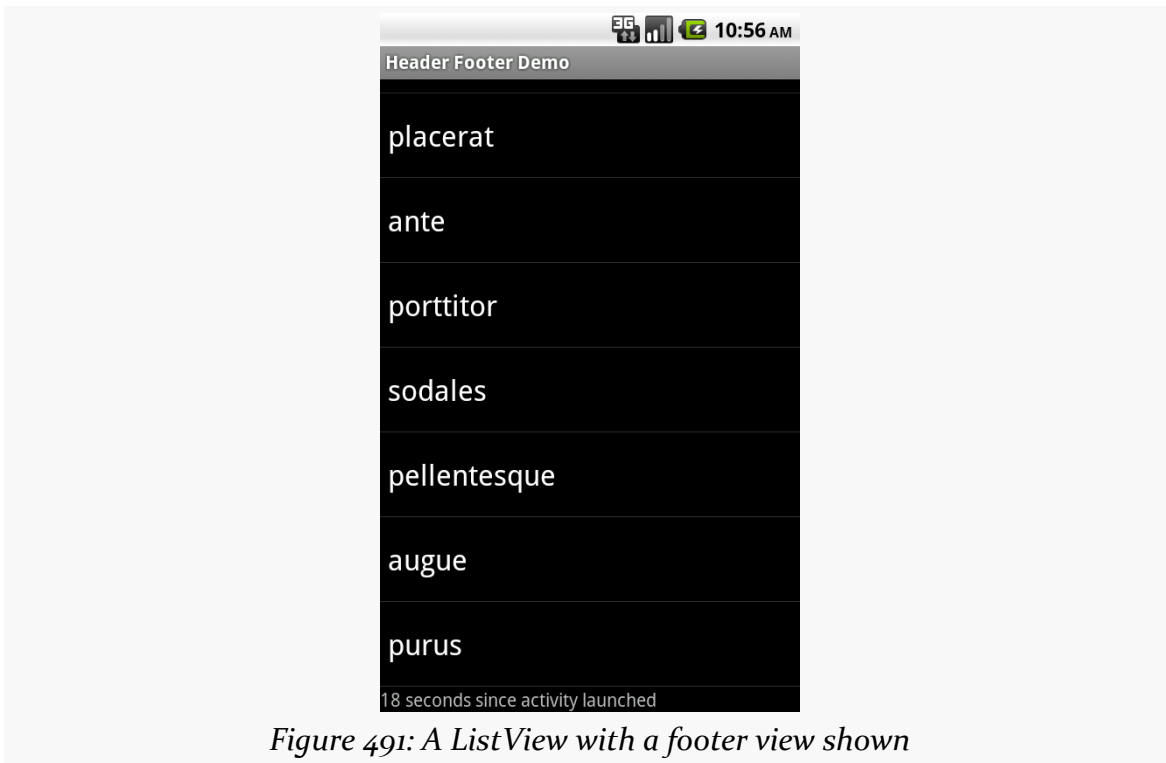 3G 10:56 AM
Header Footer Demo
placerat
ante
porttitor
sodales
pellentesque
augue
purus
18 seconds since activity launched
Figure 491: A ListView with a footer view shown